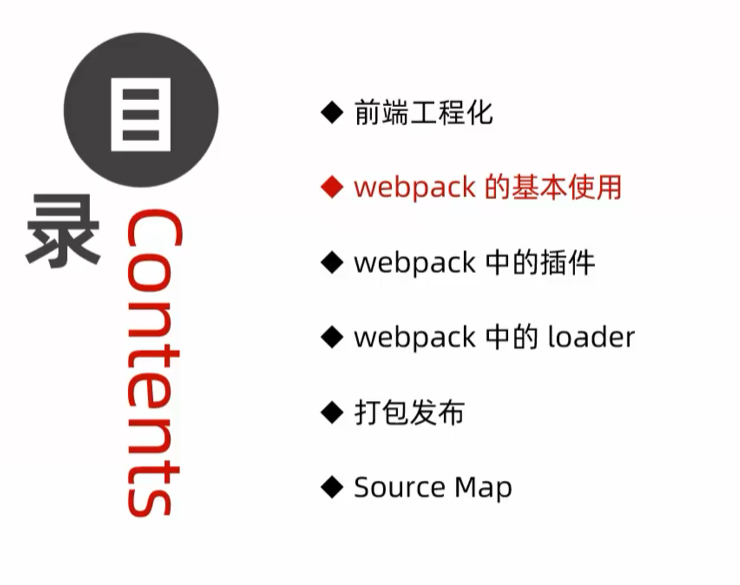 目
录
Contents
◆ 前端工程化
◆ webpack 的基本使用
◆ webpack 中的插件
◆ webpack 中的 loader
◆ 打包发布
◆ Source Map